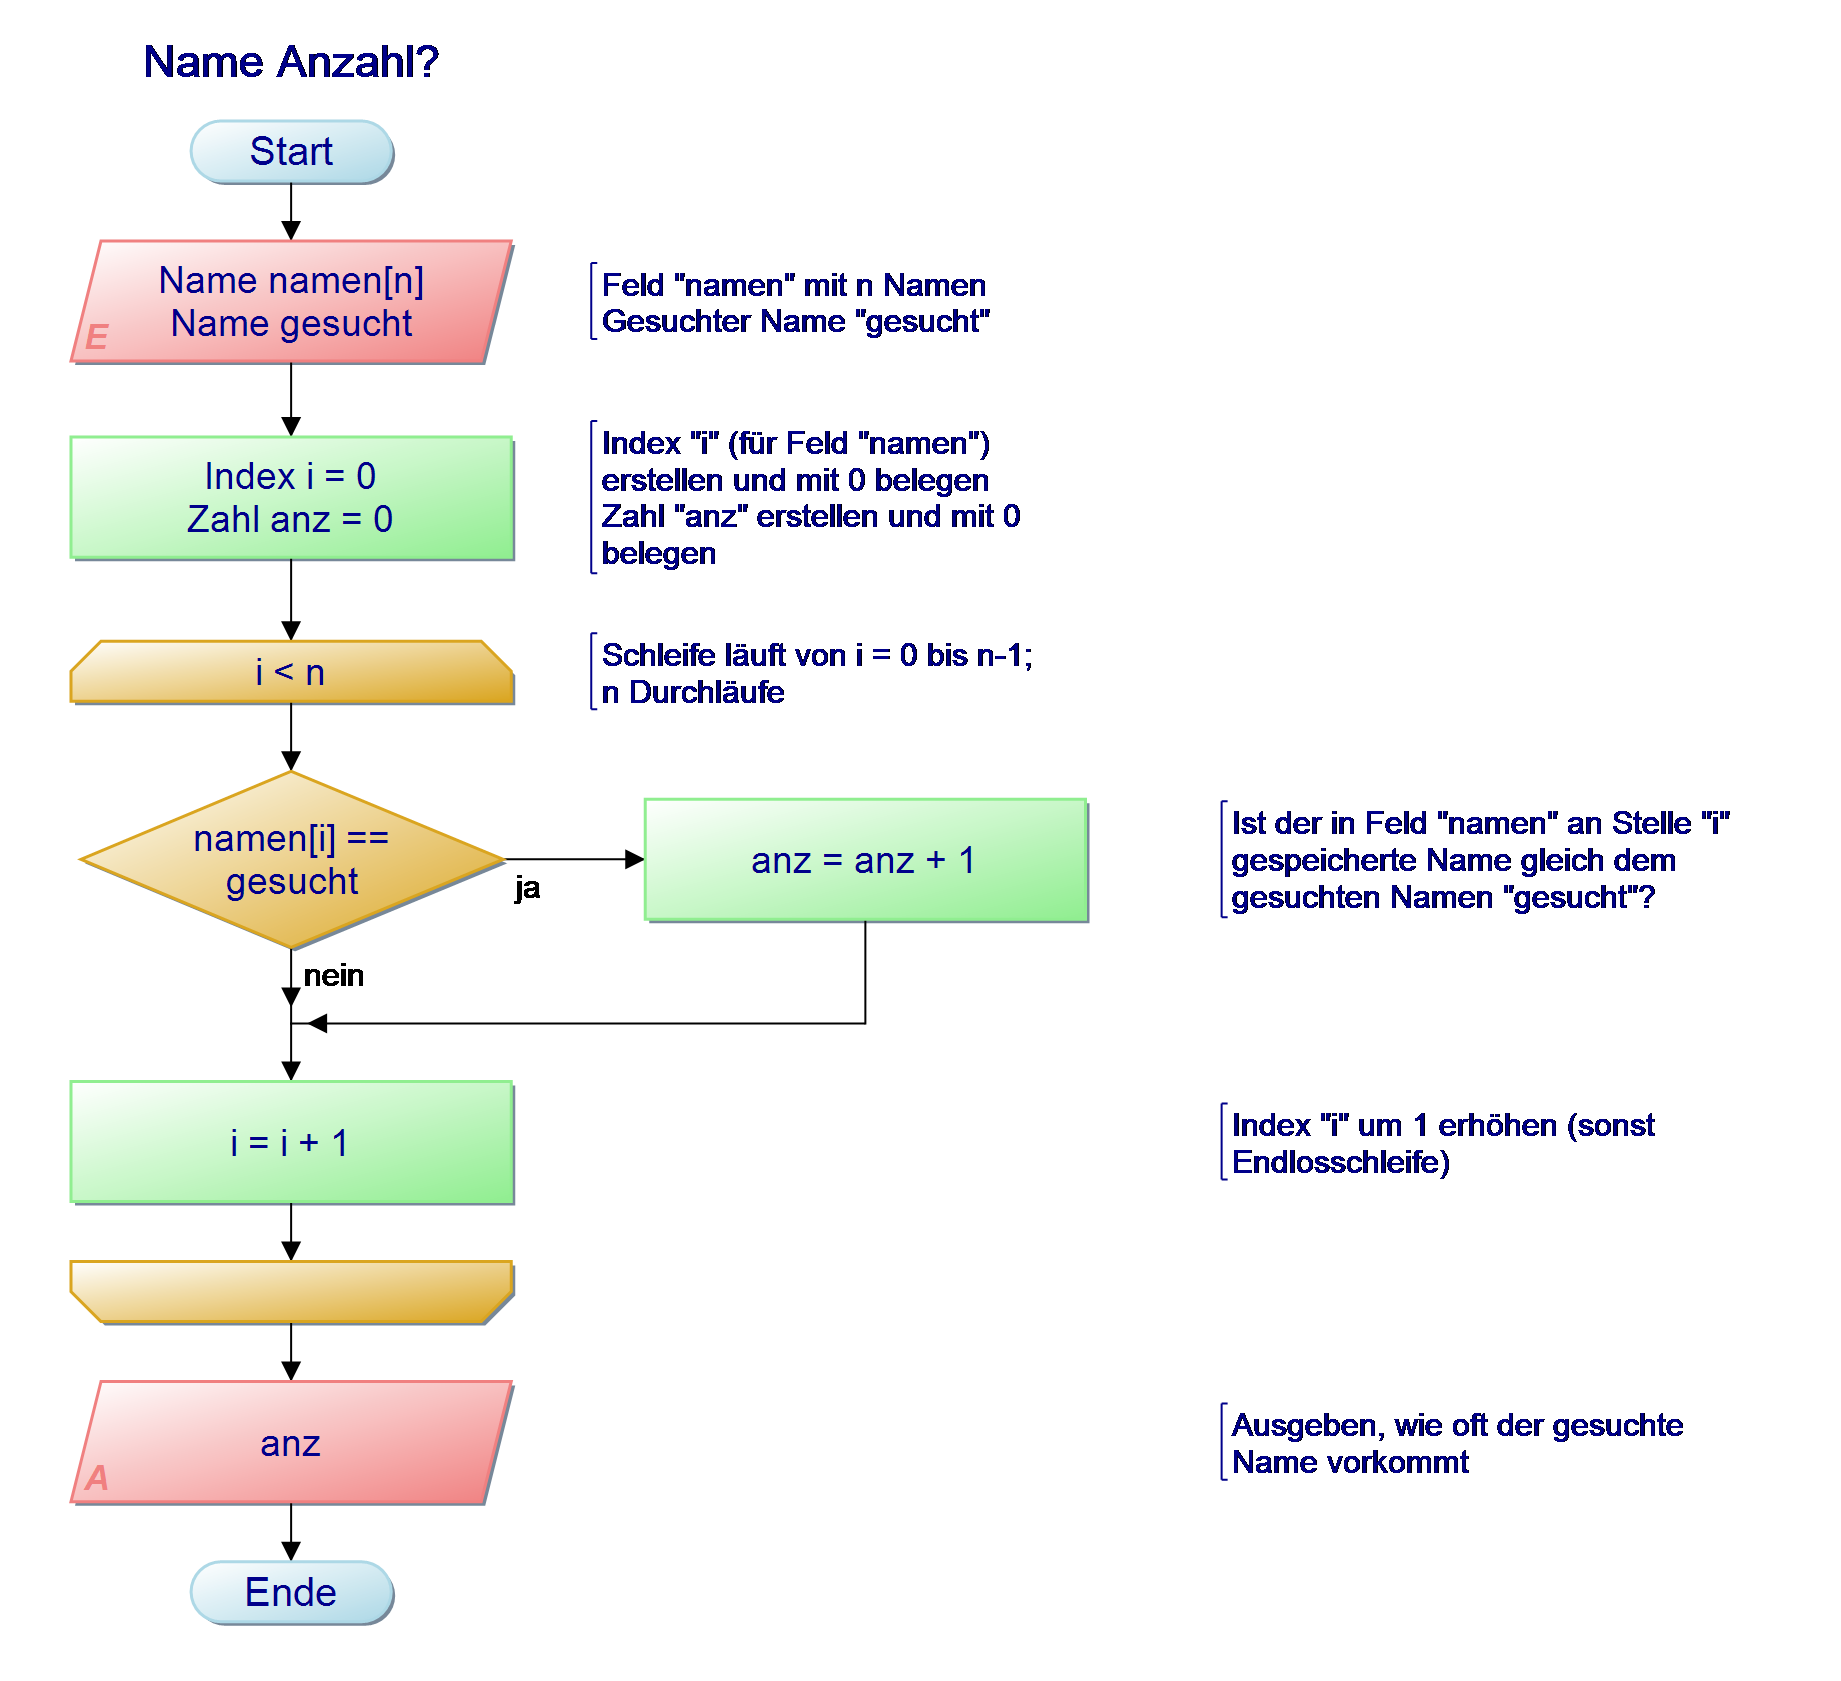 Name Anzahl?
Start
Name namen[n]
Name gesucht
E
Feld "namen" mit n Namen
Gesuchter Name "gesucht"
Index i = 0
Zahl anz = 0
Index "i" (für Feld "namen")
erstellen und mit 0 belegen
Zahl "anz" erstellen und mit 0
belegen
i < n
Schleife läuft von i = 0 bis n-1;
n Durchläufe
namen[i] ==
gesucht
ja
anz = anz + 1
Ist der in Feld "namen" an Stelle "i"
gespeicherte Name gleich dem
gesuchten Namen "gesucht"?
nein
i = i + 1
Index "i" um 1 erhöhen (sonst
Endlosschleife)
anz
A
Ausgeben, wie oft der gesuchte
Name vorkommt
Ende